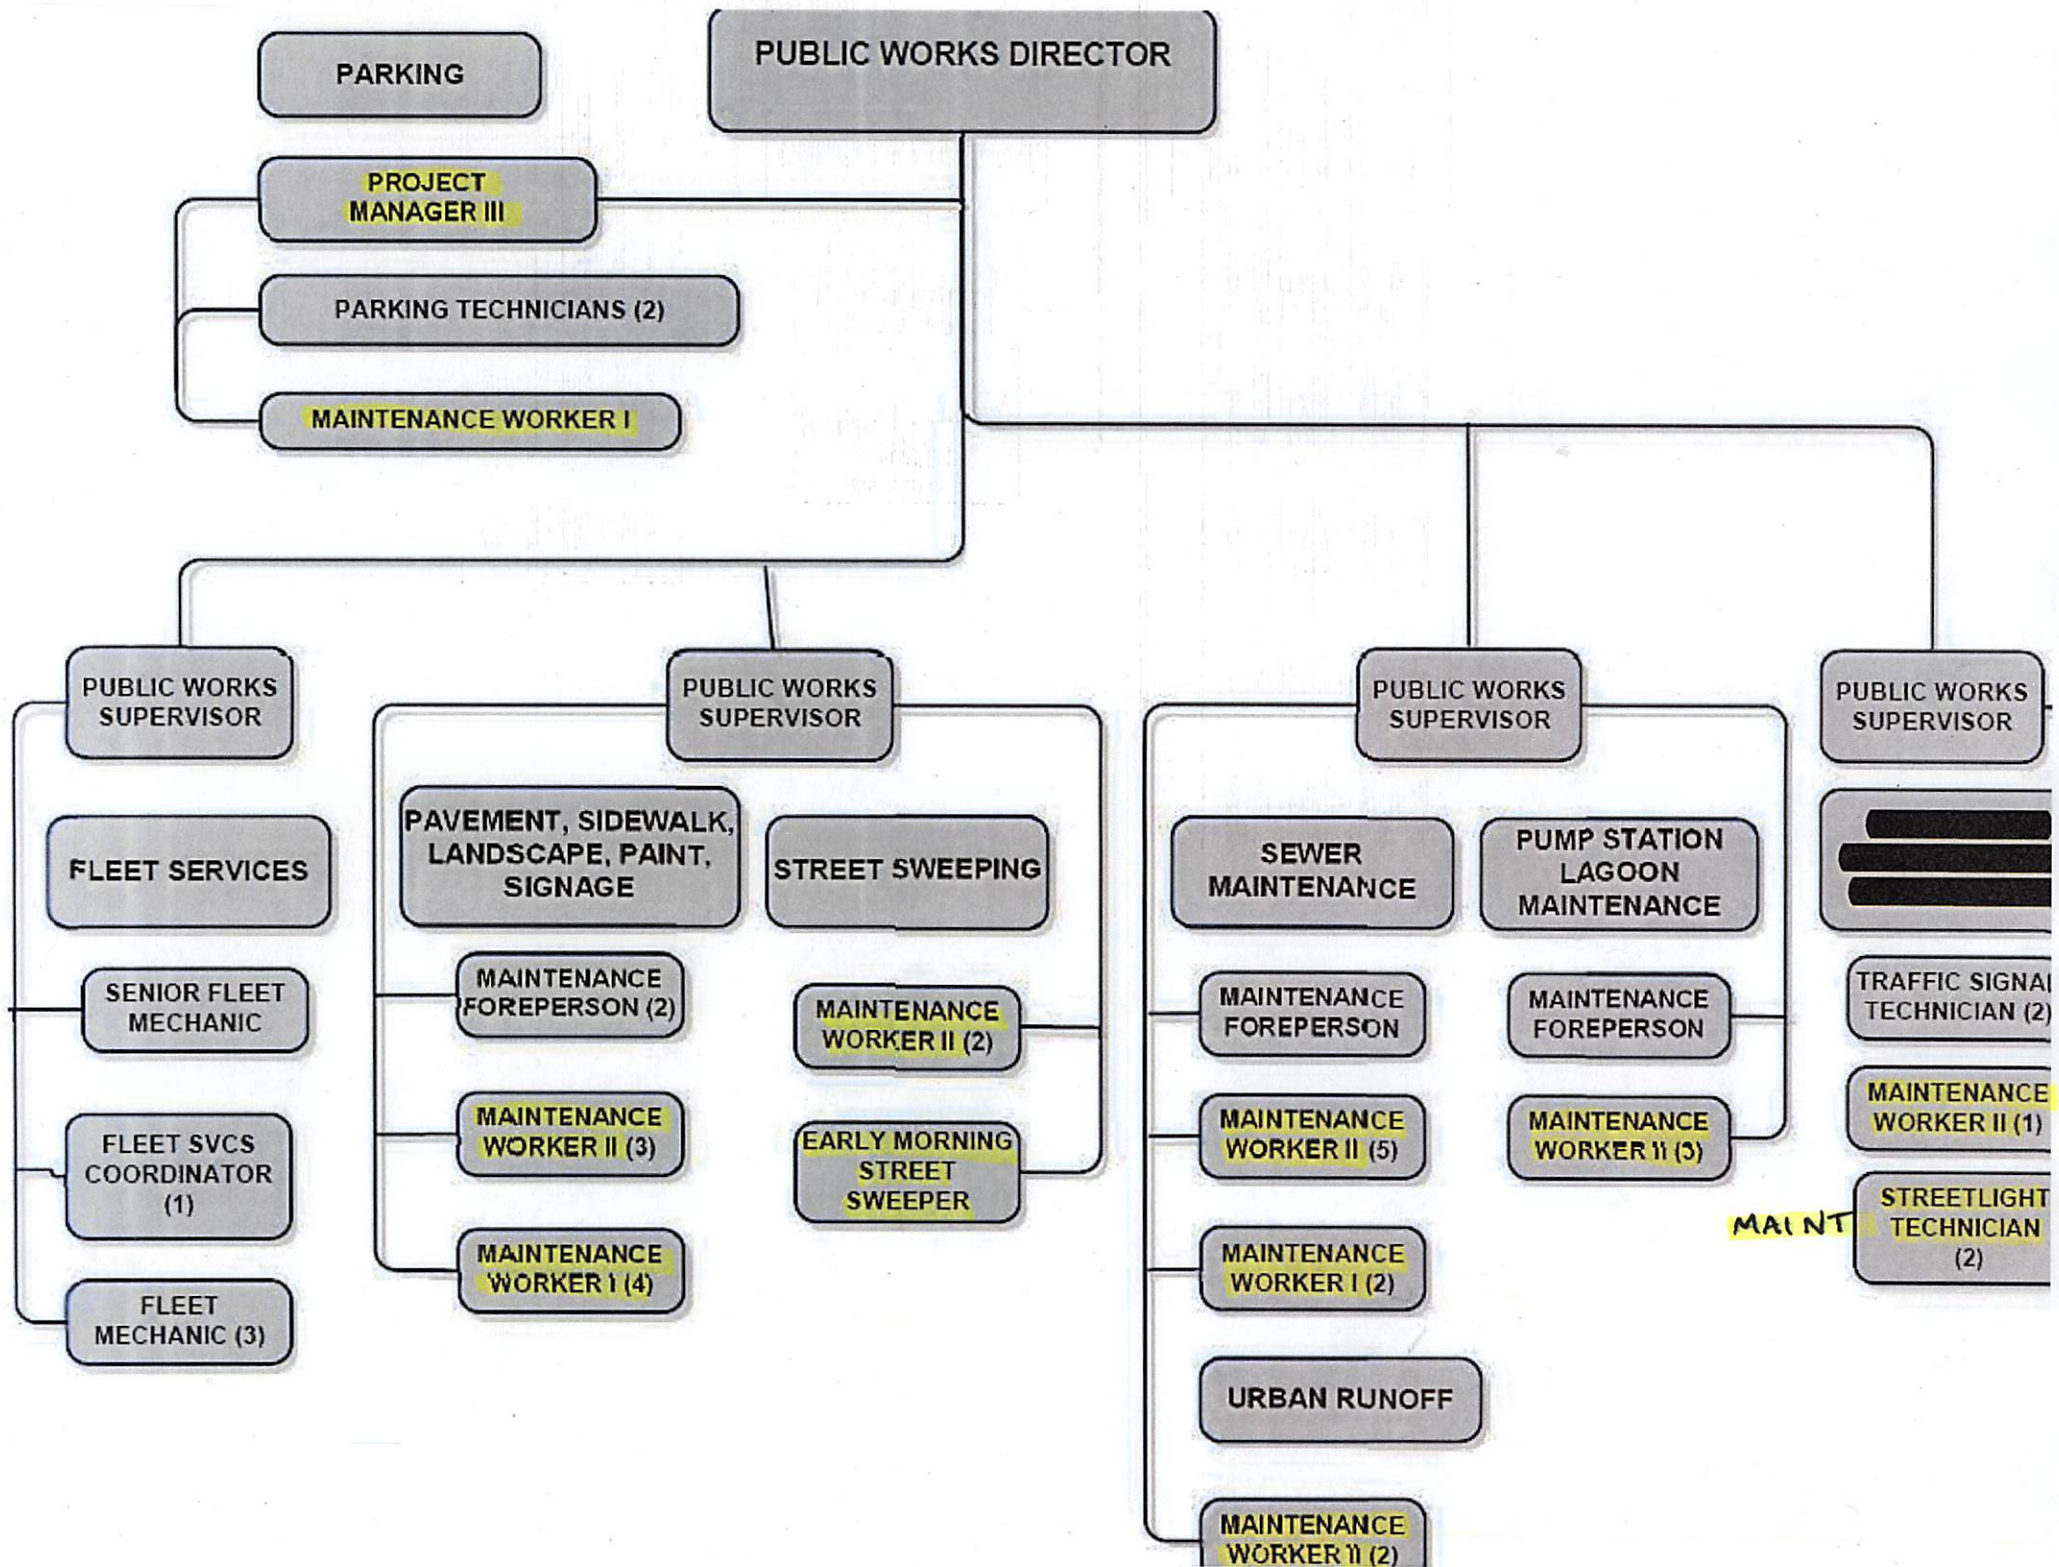 PUBLIC WORKS DIRECTOR
PARKING
PROJECT
MANAGER III
PARKING TECHNICIANS (2)
MAINTENANCE WORKER I
PUBLIC WORKS
SUPERVISOR
FLEET SERVICES
SENIOR FLEET
MECHANIC
FLEET SVCS
COORDINATOR
(1)
FLEET
MECHANIC (3)
PUBLIC WORKS
SUPERVISOR
PAVEMENT, SIDEWALK,
LANDSCAPE, PAINT,
SIGNAGE
MAINTENANCE
FOREPERSON (2)
MAINTENANCE
WORKER II (3)
MAINTENANCE
WORKER I (4)
STREET SWEEPING
MAINTENANCE
WORKER II (2)
EARLY MORNING
STREET
SWEEPER
PUBLIC WORKS
SUPERVISOR
SEWER
MAINTENANCE
MAINTENANCE
FOREPERSON
MAINTENANCE
WORKER II (5)
MAINTENANCE
WORKER I (2)
URBAN RUNOFF
MAINTENANCE
WORKER II (2)
PUMP STATION
LAGOON
MAINTENANCE
MAINTENANCE
FOREPERSON
MAINTENANCE
WORKER II (3)
PUBLIC WORKS
SUPERVISOR
TRAFFIC SIGNAL
TECHNICIAN (2)
MAINTENANCE
WORKER II (1)
MAINT
STREETLIGHT
TECHNICIAN
(2)